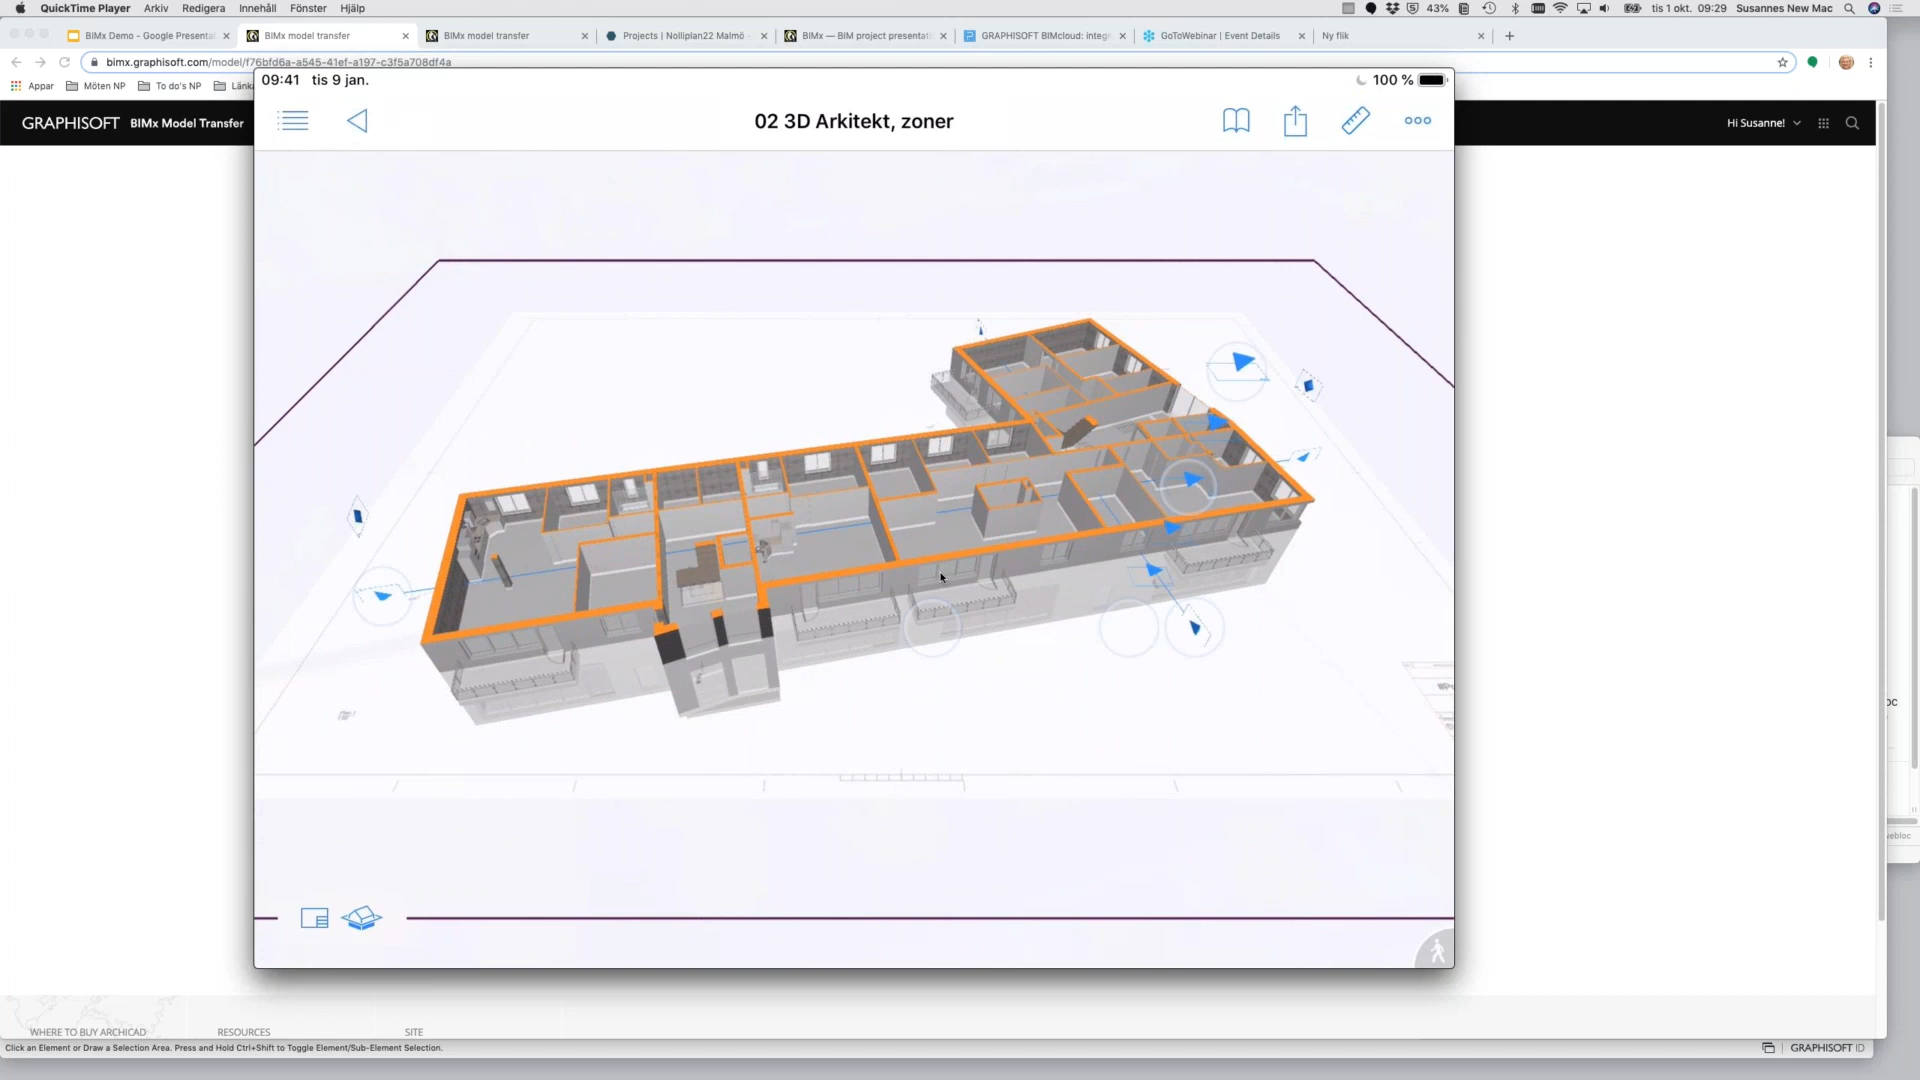 QuickTime Player Arkiv Redigera Innehåll Fönster Hjälp 43% tis 1 okt. 09:29 Susannes New Mac
BIMx Demo - Google Presenta BIMx model transfer BIMx model transfer Projects | Nolliplan22 Malmö - BIMx — BIM project presentati GRAPHISOFT BIMcloud: integ GoToWebinar | Event Details Ny flik
bimx.graphisoft.com/model/f76bfd6a-a545-41ef-a197-c3f5a708df4a
Appar Möten NP To do's NP Länka
09:41 tis 9 jan. 100 %
GRAPHISOFT BIMx Model Transfer
02 3D Arkitekt, zoner
Hi Susanne!
WHERE TO BUY ARCHICAD RESOURCES SITE
Click an Element or Draw a Selection Area. Press and Hold Ctrl+Shift to Toggle Element/Sub-Element Selection.
GRAPHISOFT ID